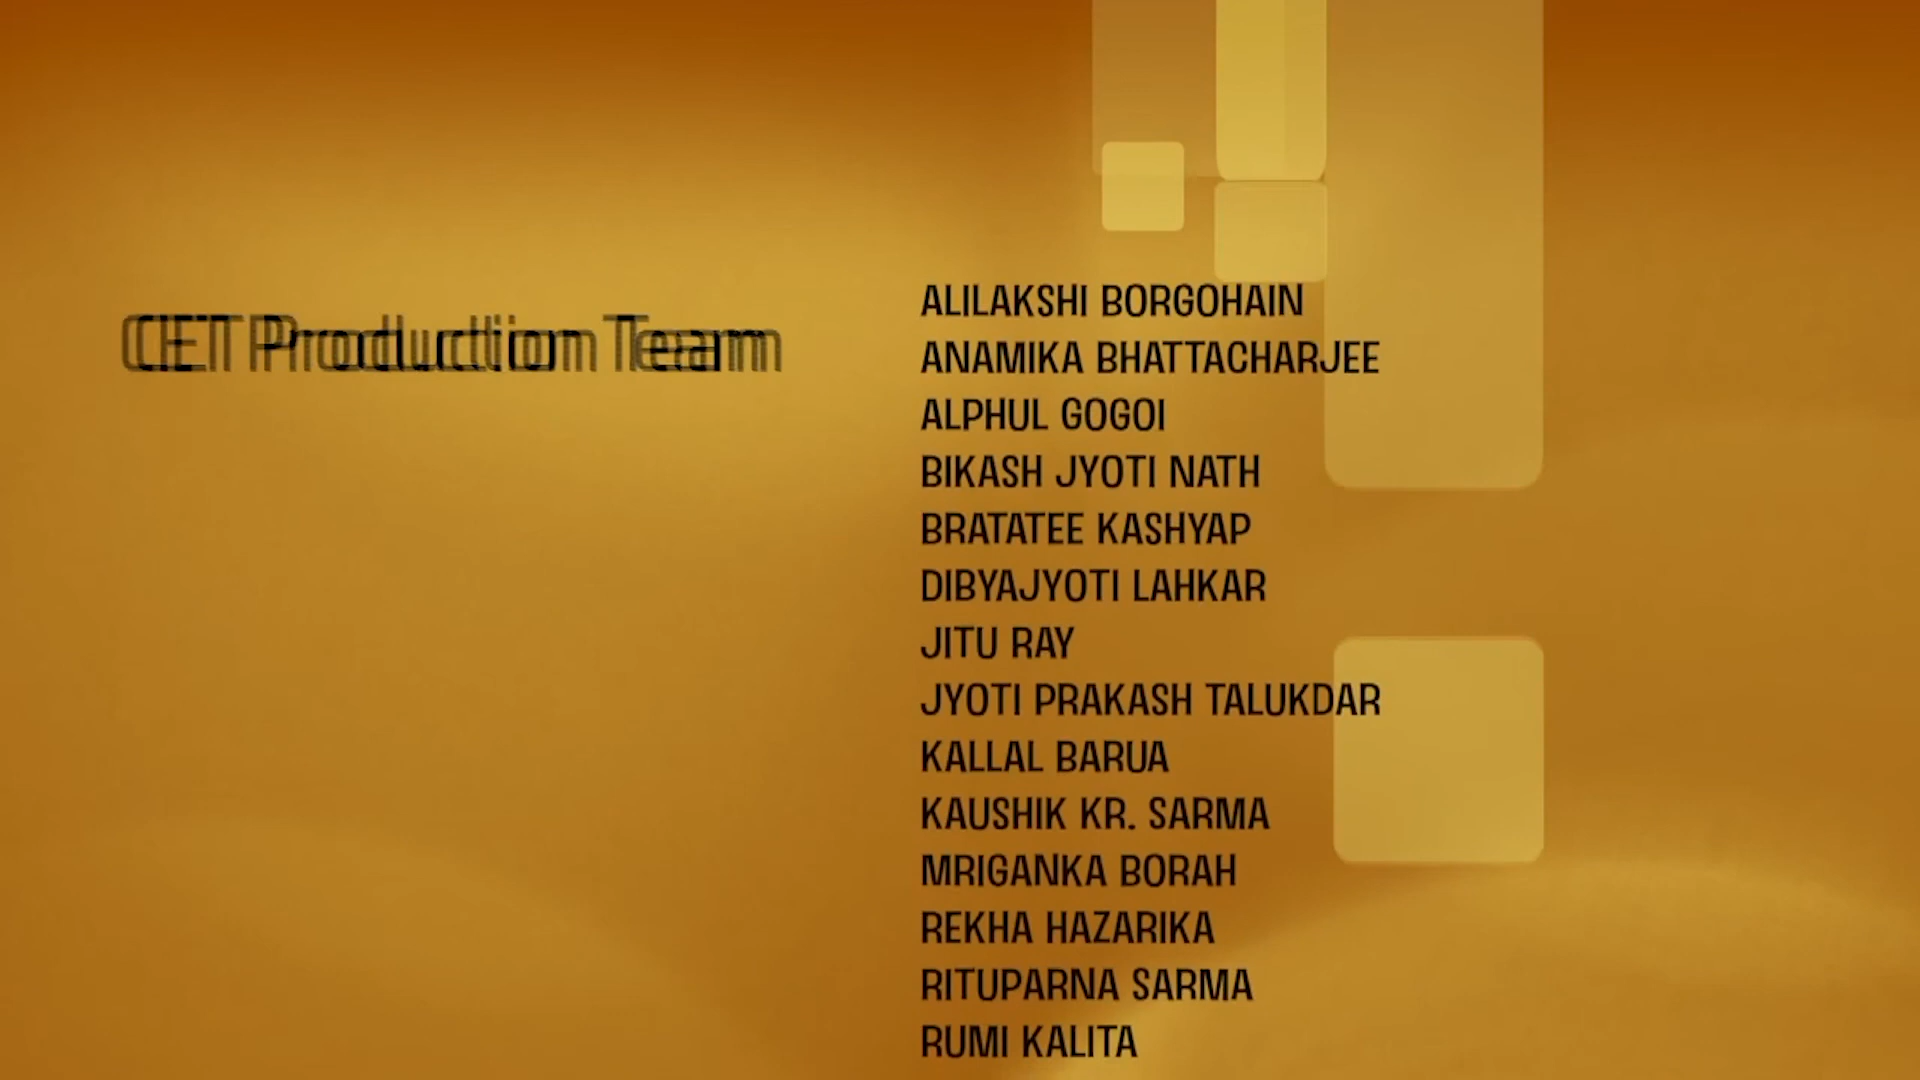 CET Production Team
ALILAKSHI BORGOHAIN
ANAMIKA BHATTACHARJEE
ALPHUL GOGOI
BIKASH JYOTI NATH
BRATATEE KASHYAP
DIBYAJYOTI LAHKAR
JITU RAY
JYOTI PRAKASH TALUKDAR
KALLAL BARUA
KAUSHIK KR. SARMA
MRIGANKA BORAH
REKHA HAZARIKA
RITUPARNA SARMA
RUMI KALITA